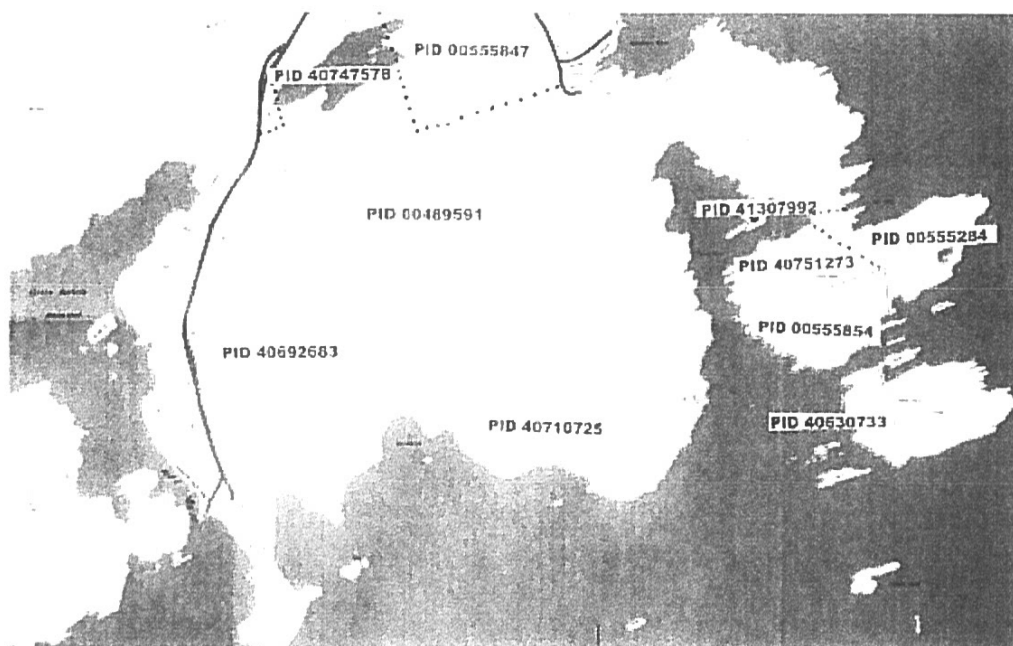 PID 00555847
PID 40747578
PID 00489591
PID 41307992
PID 00555284
PID 40751273
PID 00555854
PID 40692683
PID 40630733
PID 40710725